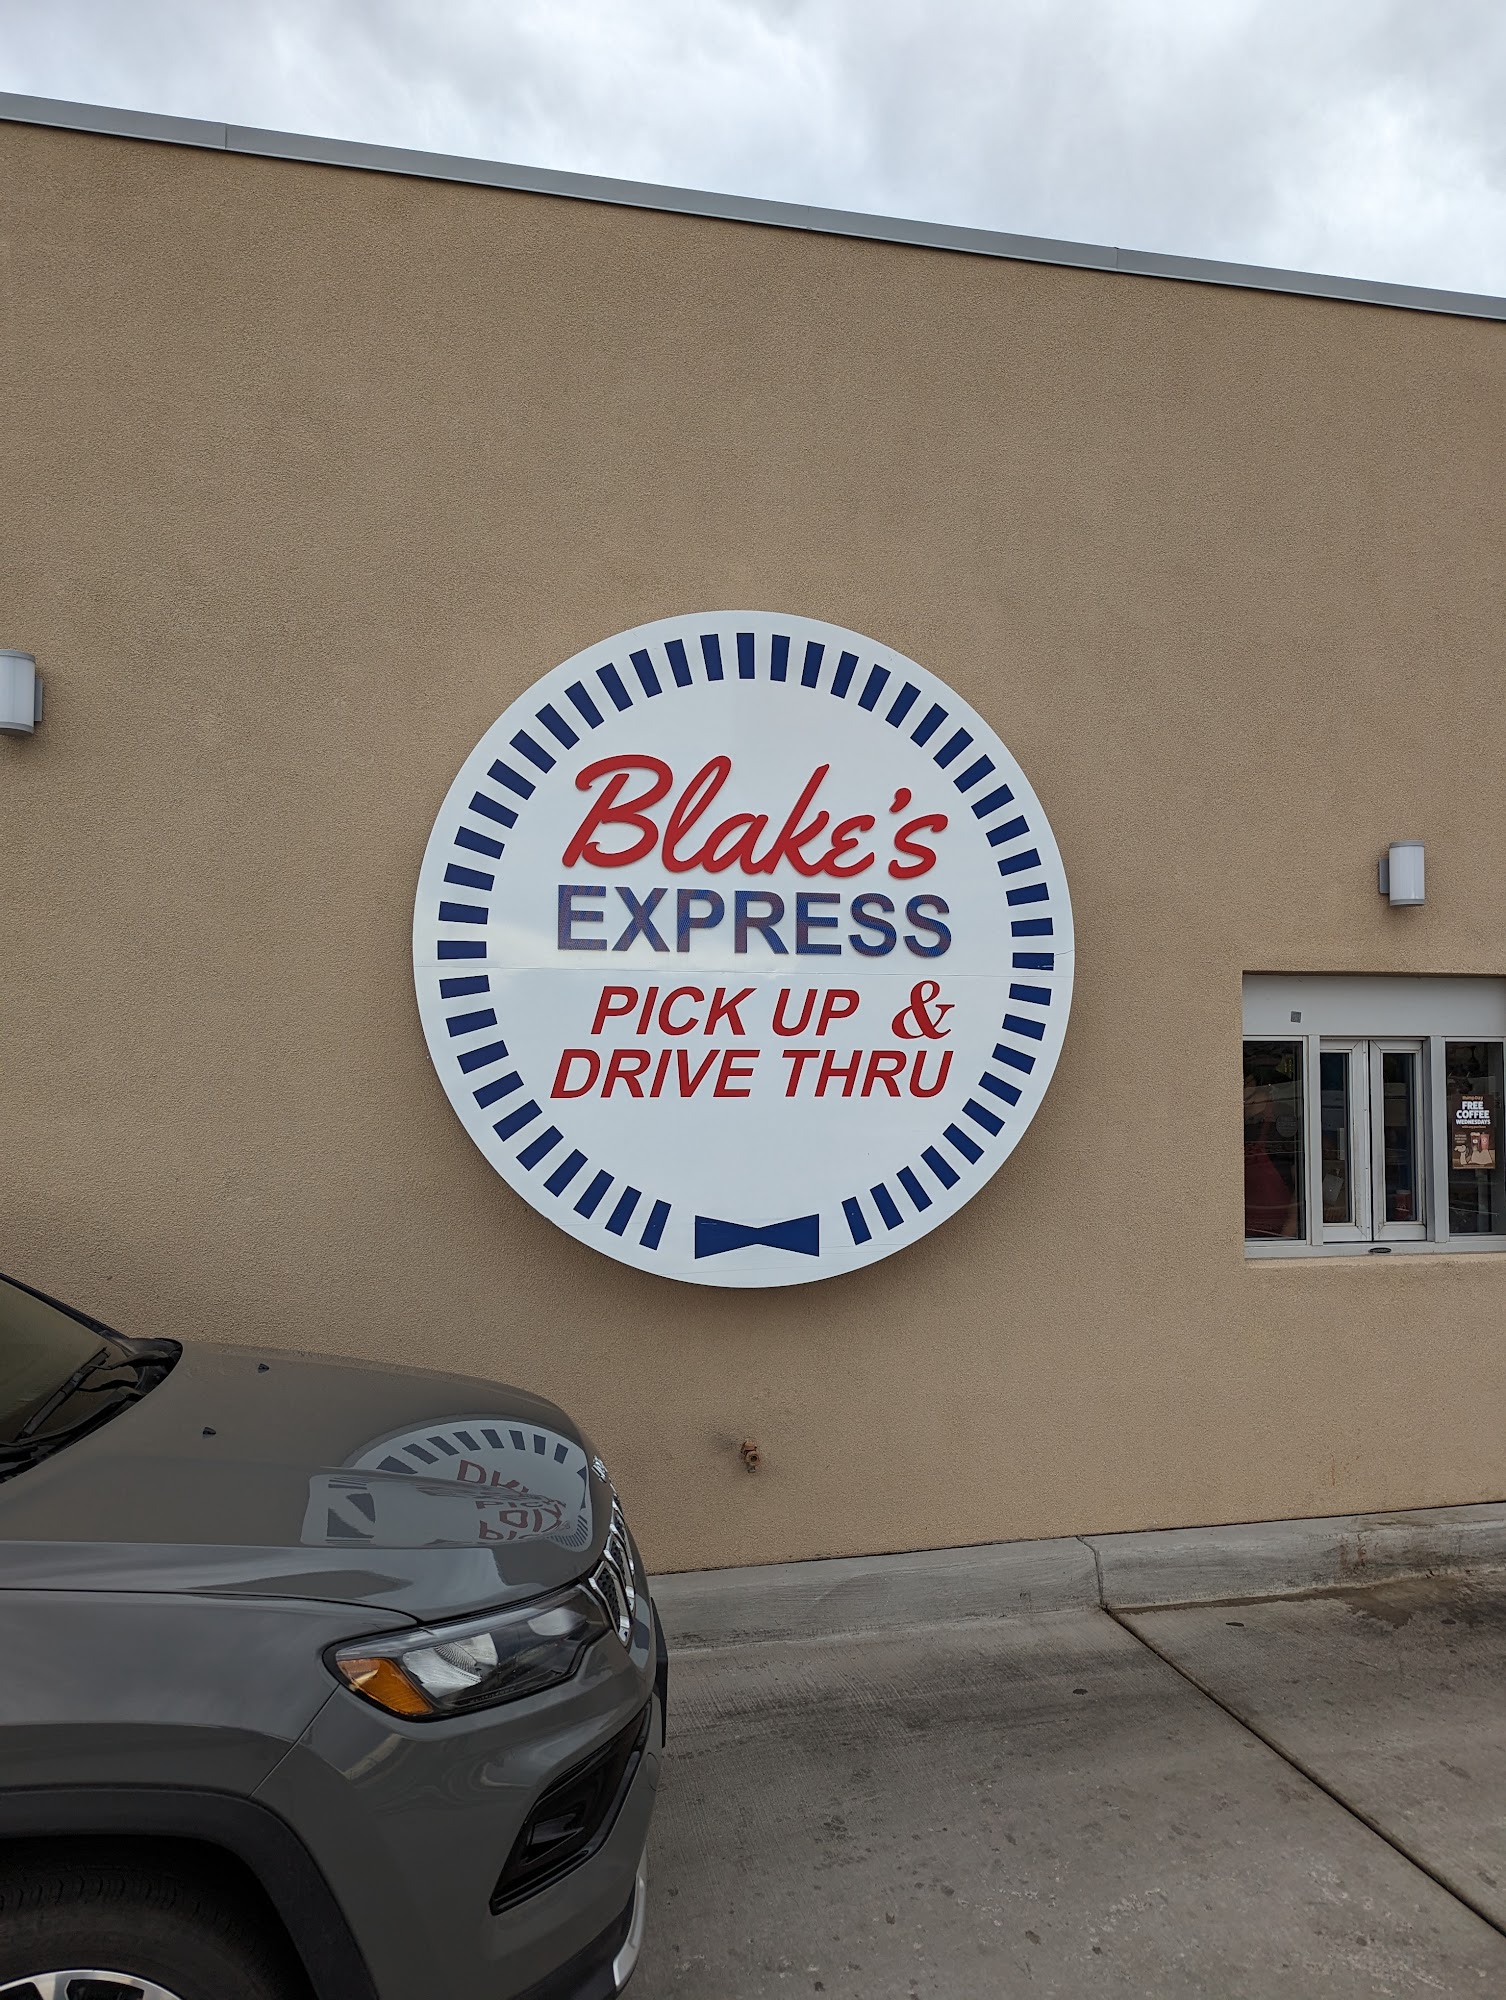 Blake's
EXPRESS
PICK UP &
DRIVE THRU
FREE
COFFEE
WEDNESDAYS